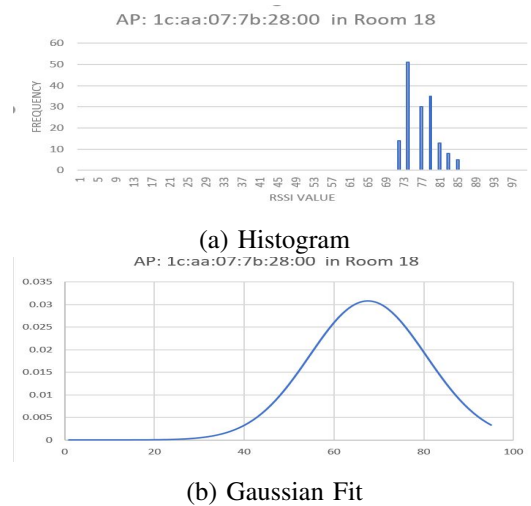 AP: 1c:aa:07:7b:28:00 in Room 18
60
50
40
30
20
10
0
FREQUENCY
1 5 9 13 17 21 25 29 33 37 41 45 49 53 57 61 65 69 73 77 81 85 89 93 97
RSSI VALUE
(a) Histogram
AP: 1c:aa:07:7b:28:00 in Room 18
0.035
0.03
0.025
0.02
0.015
0.01
0.005
0
0 20 40 60 80 100
(b) Gaussian Fit